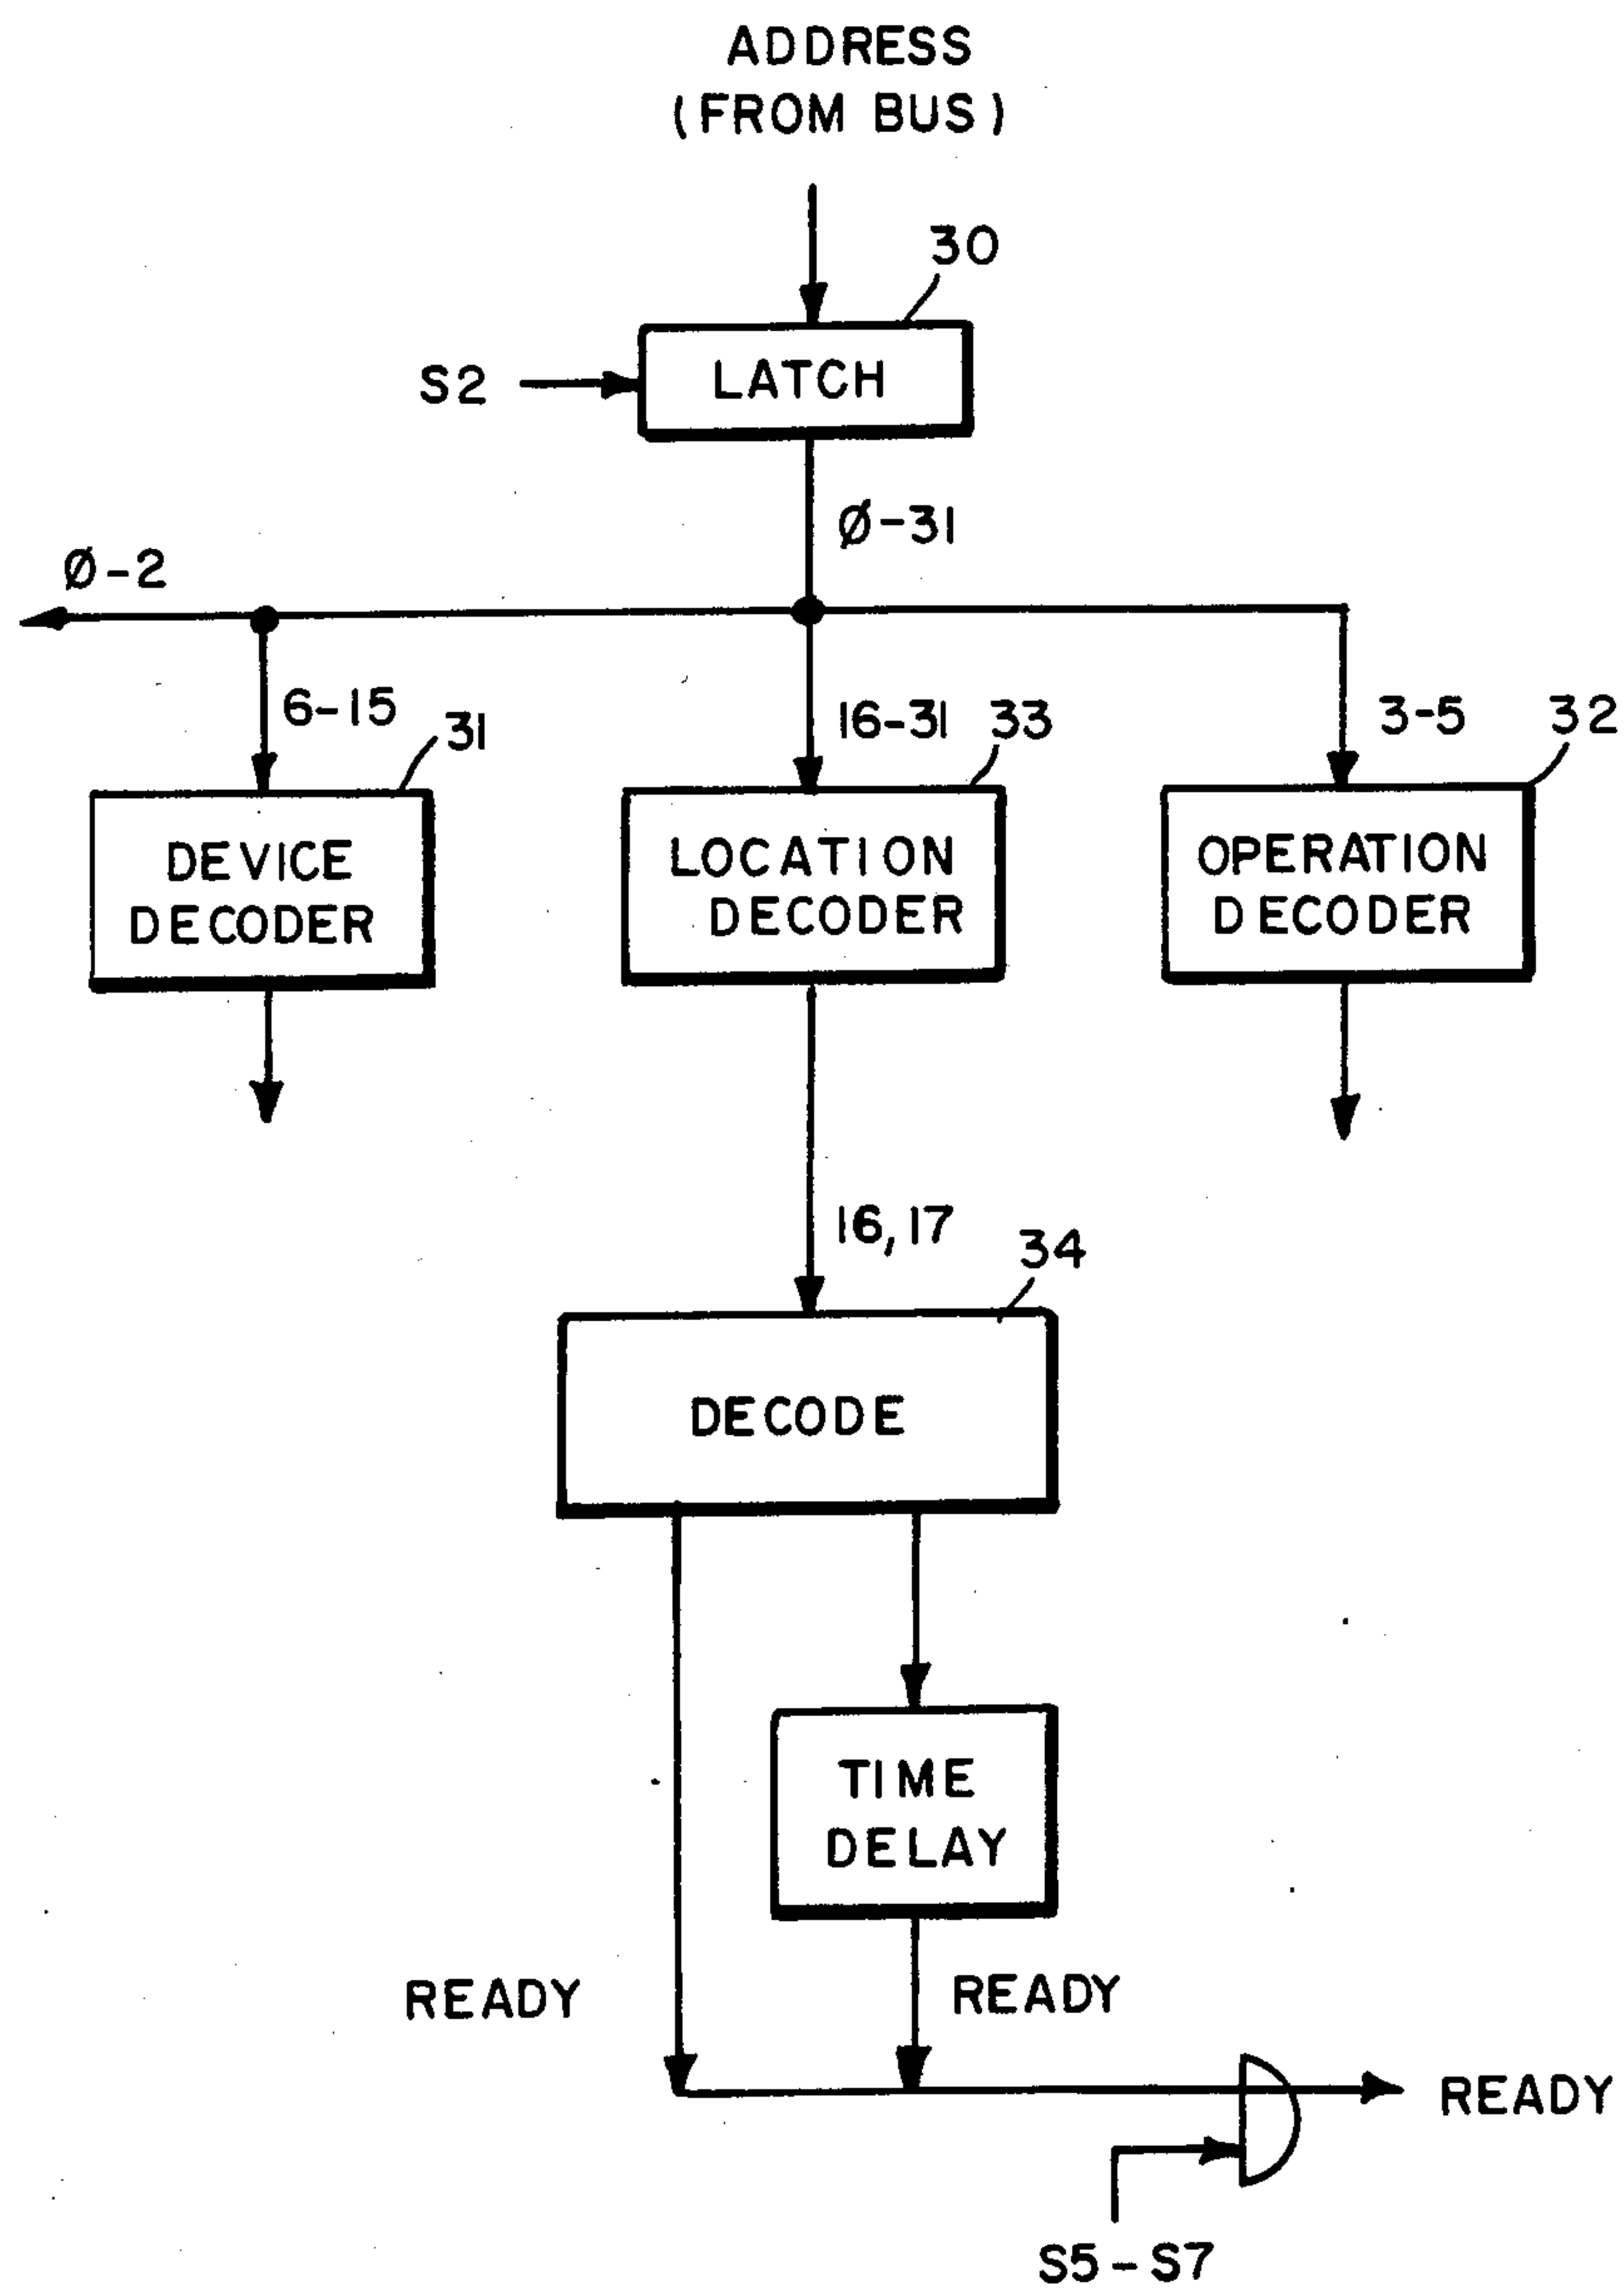 ADDRESS
(FROM BUS)
30
S2
LATCH
Ø-31
Ø-2
6-15
31
16-31
33
3-5
32
DEVICE
DECODER
LOCATION
DECODER
OPERATION
DECODER
16,17
34
DECODE
TIME
DELAY
READY
READY
READY
S5-S7